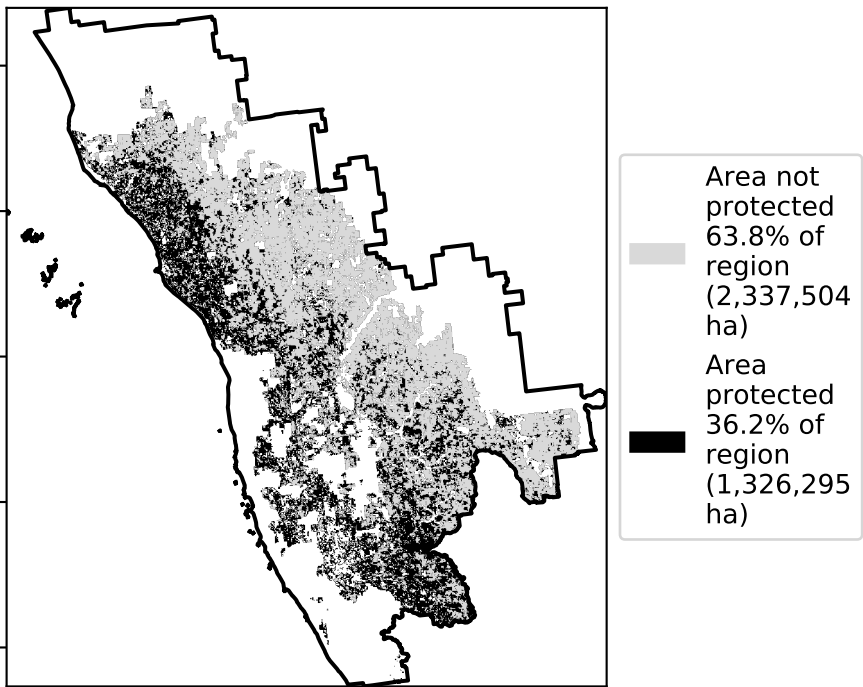 Area not
protected
63.8% of
region
(2,337,504
ha)
Area
protected
36.2% of
region
(1,326,295
ha)